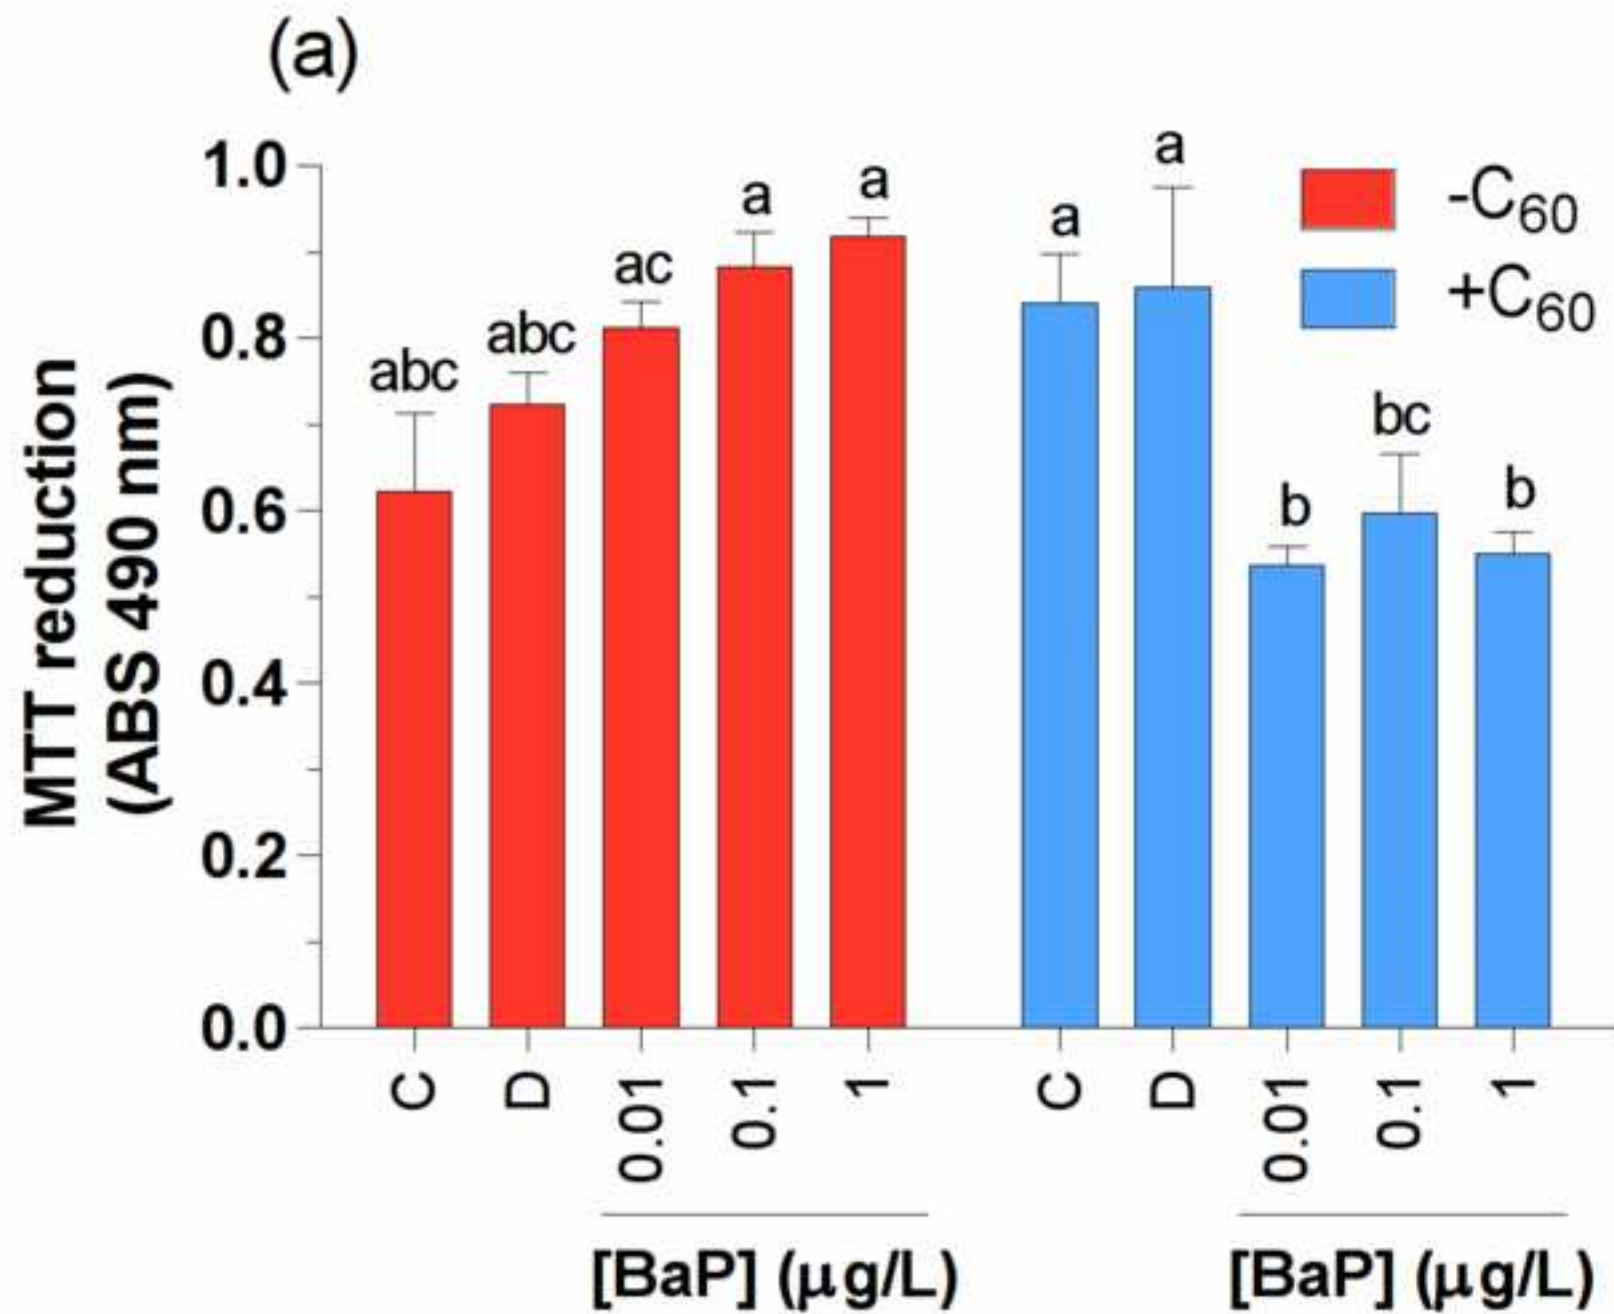 (a)
MTT reduction
(ABS 490 nm)
1.0
0.8
0.6
0.4
0.2
0.0
abc
abc
ac
a
a
a
a
b
bc
b
-C₆₀
+C₆₀
C
D
0.01
0.1
1
C
D
0.01
0.1
1
[BaP] (μg/L)
[BaP] (μg/L)